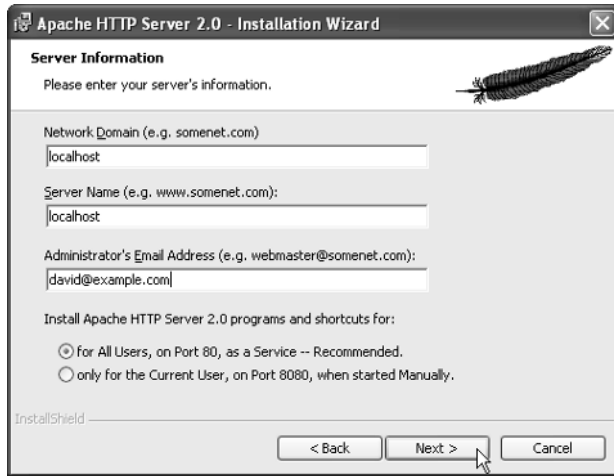 Apache HTTP Server 2.0 - Installation Wizard
Server Information
Please enter your server's information.
Network Domain (e.g. somenet.com)
localhost
Server Name (e.g. www.somenet.com):
localhost
Administrator's Email Address (e.g. webmaster@somenet.com):
david@example.com
Install Apache HTTP Server 2.0 programs and shortcuts for:
for All Users, on Port 80, as a Service -- Recommended.
only for the Current User, on Port 8080, when started Manually.
InstallShield
< Back Next > Cancel